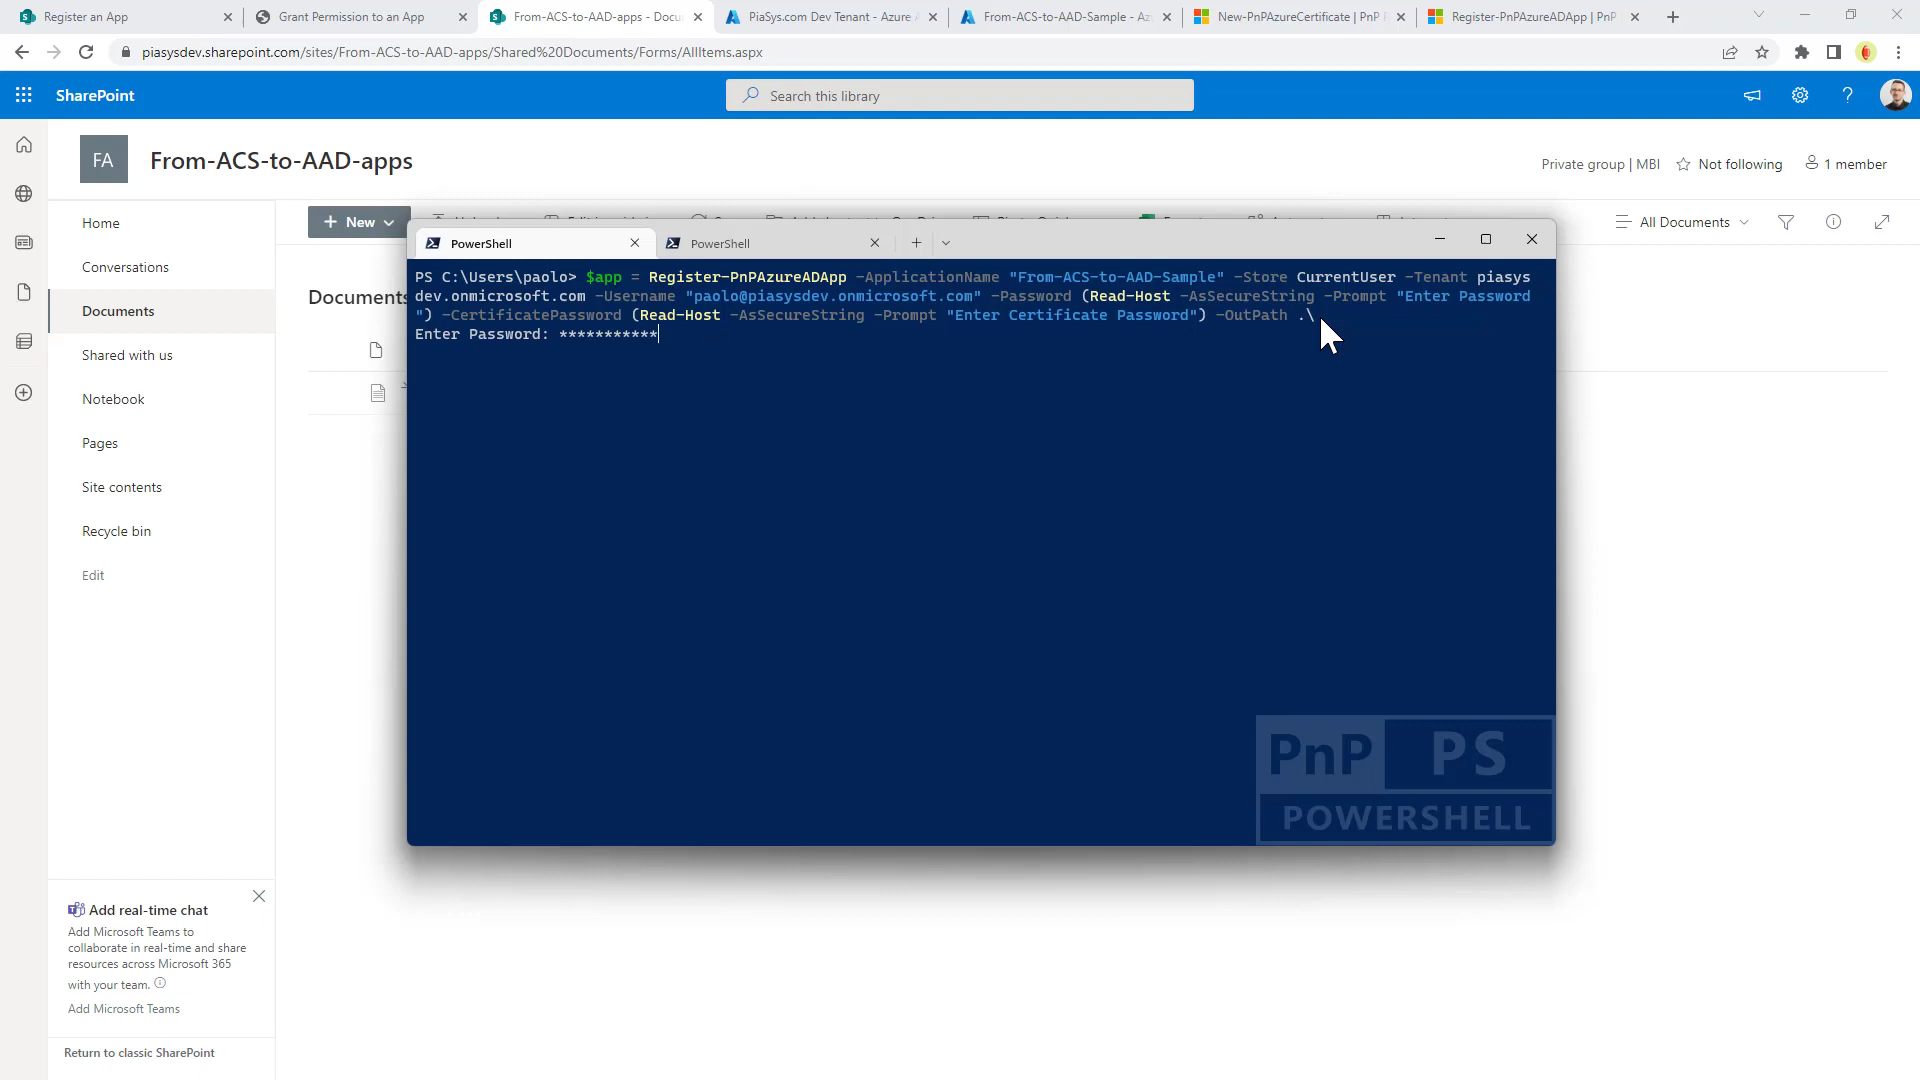 Register an App
Grant Permission to an App
From-ACS-to-AAD-apps - Docu
PiaSys.com Dev Tenant - Azure
From-ACS-to-AAD-Sample - Az
New-PnPAzureCertificate | PnP
Register-PnPAzureADApp | PnP
piasysdev.sharepoint.com/sites/From-ACS-to-AAD-apps/Shared%20Documents/Forms/AllItems.aspx
SharePoint
Search this library
FA
From-ACS-to-AAD-apps
Private group | MBI
Not following
1 member
Home
Conversations
Documents
Shared with us
Notebook
Pages
Site contents
Recycle bin
Edit
New
All Documents
Documents
PowerShell
PowerShell
PS C:\Users\paolo> $app = Register-PnPAzureADApp -ApplicationName "From-ACS-to-AAD-Sample" -Store CurrentUser -Tenant piasys
dev.onmicrosoft.com -Username "paolo@piasysdev.onmicrosoft.com" -Password (Read-Host -AsSecureString -Prompt "Enter Password
") -CertificatePassword (Read-Host -AsSecureString -Prompt "Enter Certificate Password") -OutPath .\
Enter Password: ***********
PnP PS
POWERSHELL
Add real-time chat
Add Microsoft Teams to
collaborate in real-time and share
resources across Microsoft 365
with your team.
Add Microsoft Teams
Return to classic SharePoint